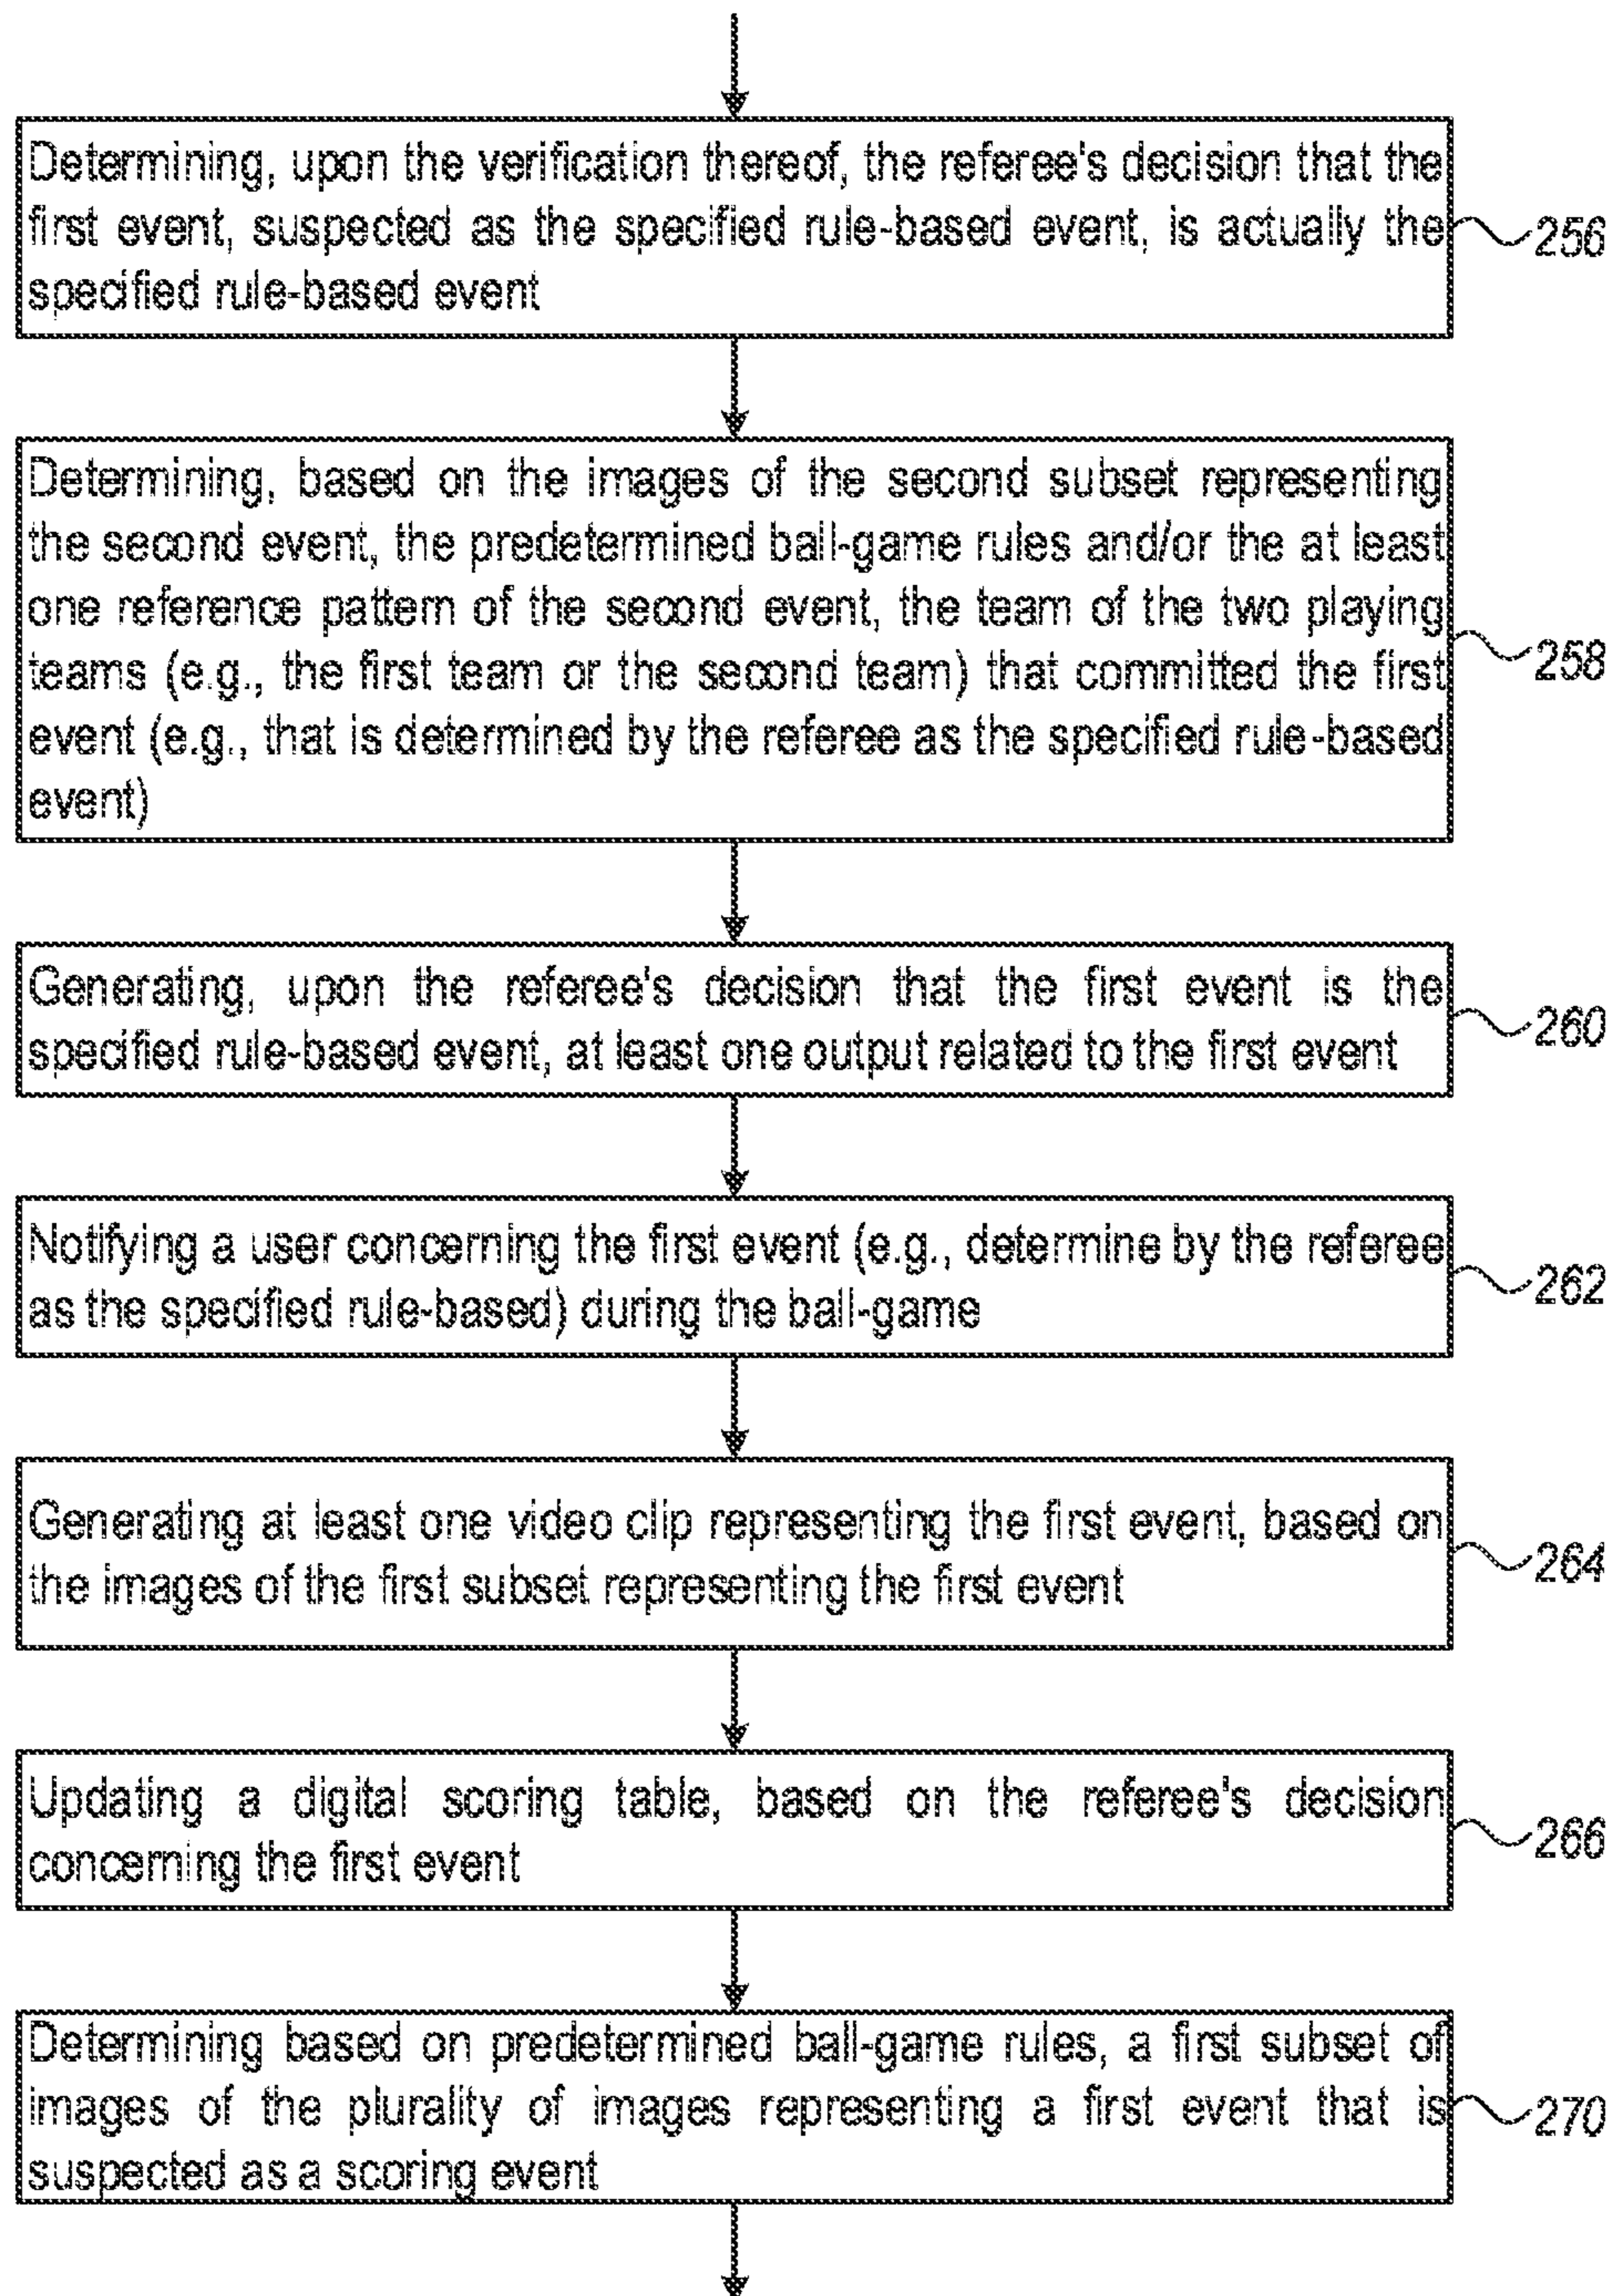 Determining, upon the verification thereof, the referee's decision that the
first event, suspected as the specified rule-based event, is actually the
specified rule-based event
256
Determining, based on the images of the second subset representing
the second event, the predetermined ball-game rules and/or the at least
one reference pattern of the second event, the team of the two playing
teams (e.g., the first team or the second team) that committed the first
event (e.g., that is determined by the referee as the specified rule-based
event)
258
Generating, upon the referee's decision that the first event is the
specified rule-based event, at least one output related to the first event
260
Notifying a user concerning the first event (e.g., determine by the referee
as the specified rule-based) during the ball-game
262
Generating at least one video clip representing the first event, based on
the images of the first subset representing the first event
264
Updating a digital scoring table, based on the referee's decision
concerning the first event
266
Determining based on predetermined ball-game rules, a first subset of
images of the plurality of images representing a first event that is
suspected as a scoring event
270